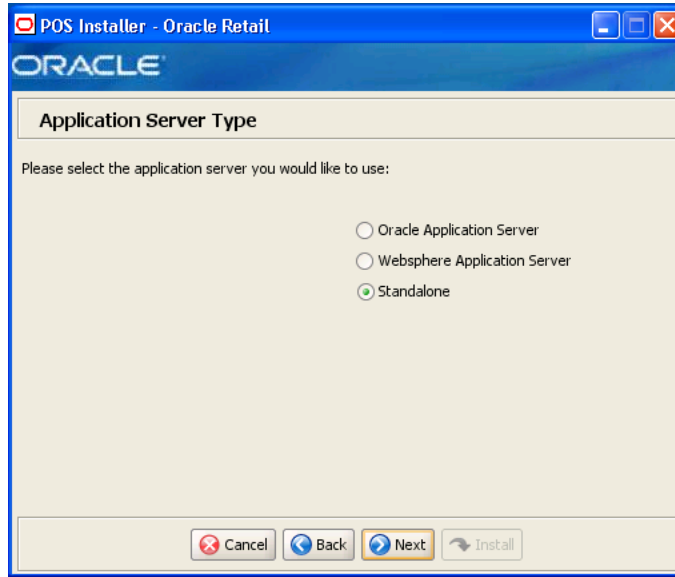 POS Installer - Oracle Retail
ORACLE
Application Server Type
Please select the application server you would like to use:
Oracle Application Server
Websphere Application Server
Standalone
Cancel Back Next Install